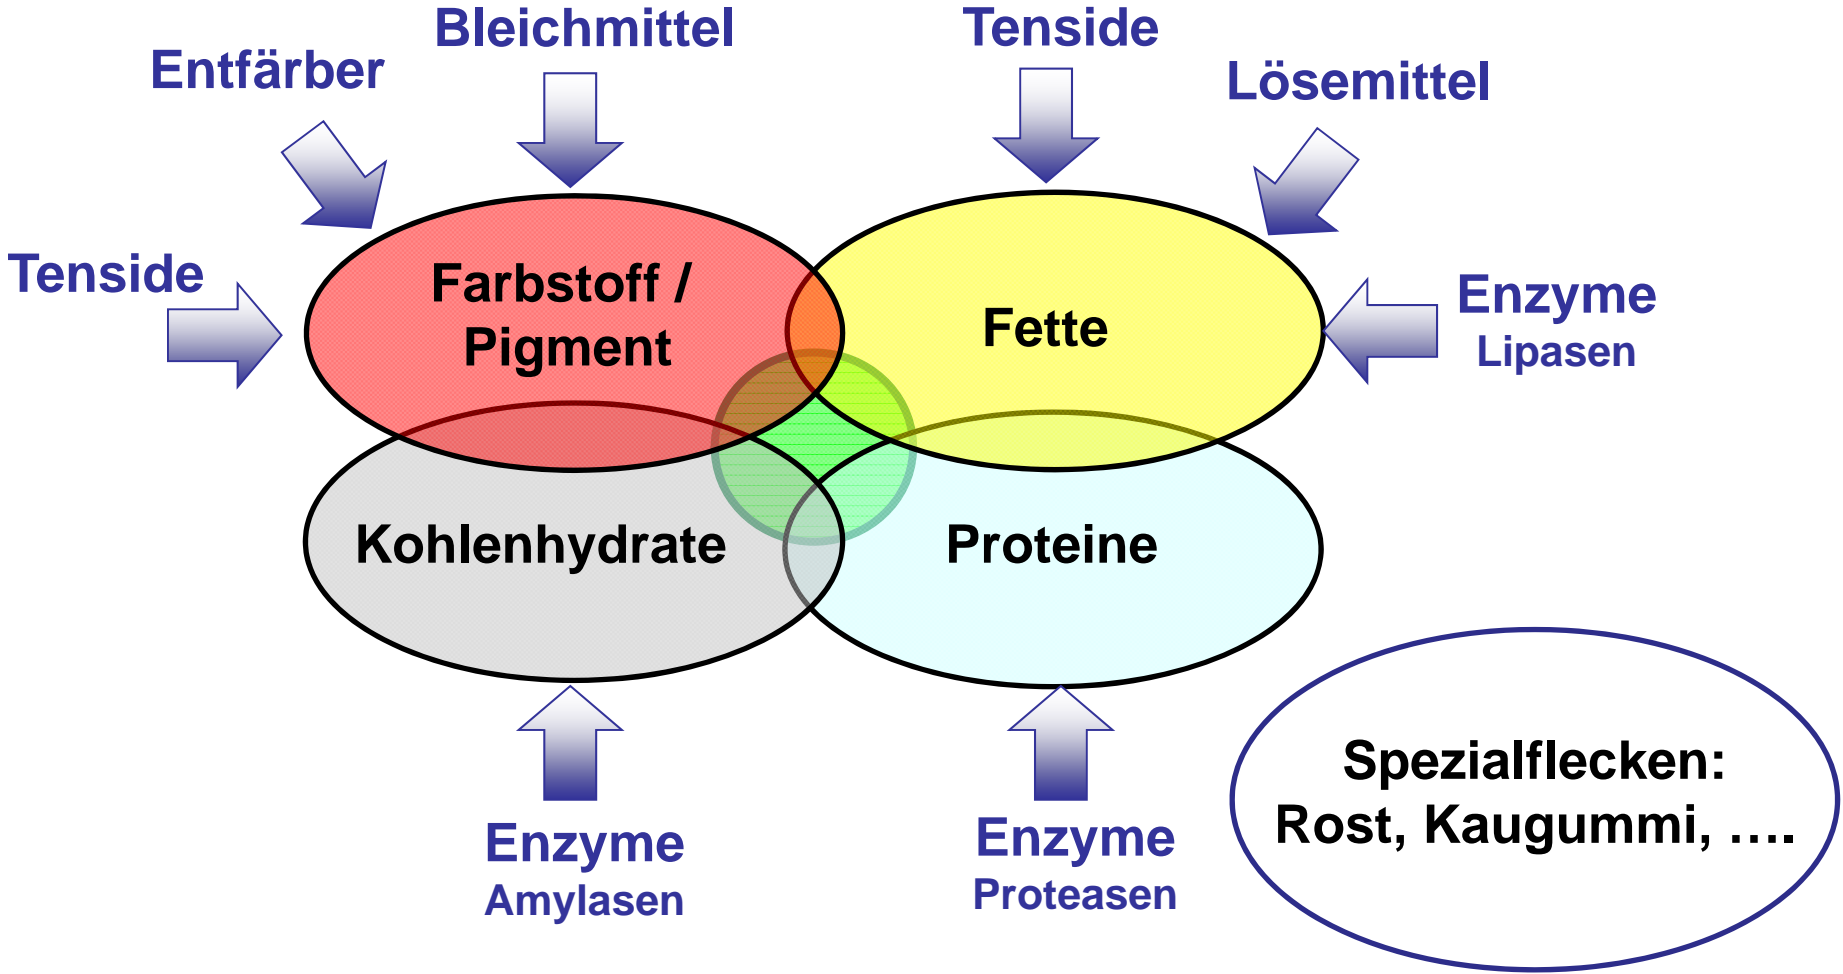 Bleichmittel
Tenside
Entfärber
Lösemittel
Tenside
Farbstoff /
Pigment
Fette
Enzyme
Lipasen
Kohlenhydrate
Proteine
Enzyme
Amylasen
Enzyme
Proteasen
Spezialflecken:
Rost, Kaugummi, ….